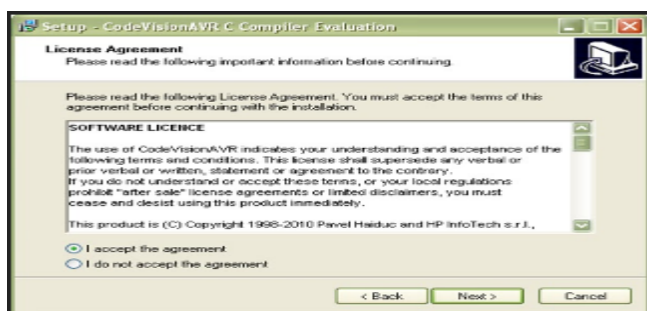 Setup - CodeVisionAVR C Compiler Evaluation
License Agreement
Please read the following important information before continuing.
Please read the following License Agreement. You must accept the terms of this
agreement before continuing with the installation.
SOFTWARE LICENCE
The use of CodeVisionAVR indicates your understanding and acceptance of the
following terms and conditions. This license shall supersede any verbal or
prior verbal or written, statement or agreement to the contrary.
If you do not understand or accept these terms, or your local regulations
prohibit "after sale" license agreements or limited disclaimers, you must
cease and desist using this product immediately.
This product is (C) Copyright 1998-2010 Pavel Haiduc and HP InfoTech s.r.l.,
I accept the agreement
I do not accept the agreement
< Back Next > Cancel